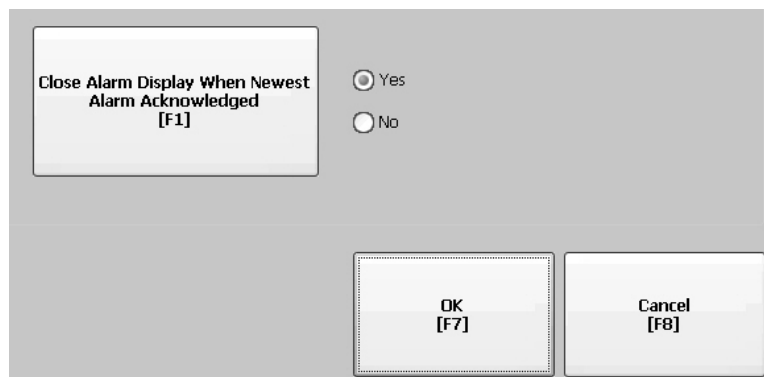 Close Alarm Display When Newest
Alarm Acknowledged
[F1]
Yes
No
OK
[F7]
Cancel
[F8]